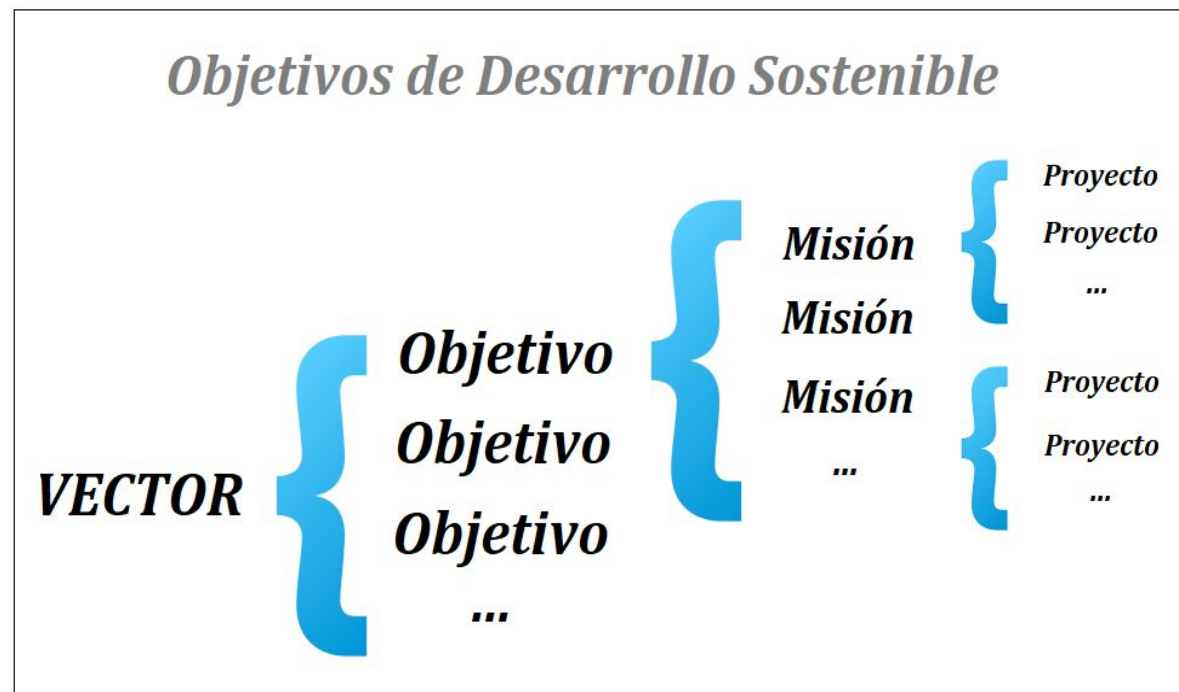 Objetivos de Desarrollo Sostenible
VECTOR
Objetivo
Objetivo
Objetivo
...
Misión
Misión
Misión
...
Proyecto
Proyecto
...
Proyecto
Proyecto
...